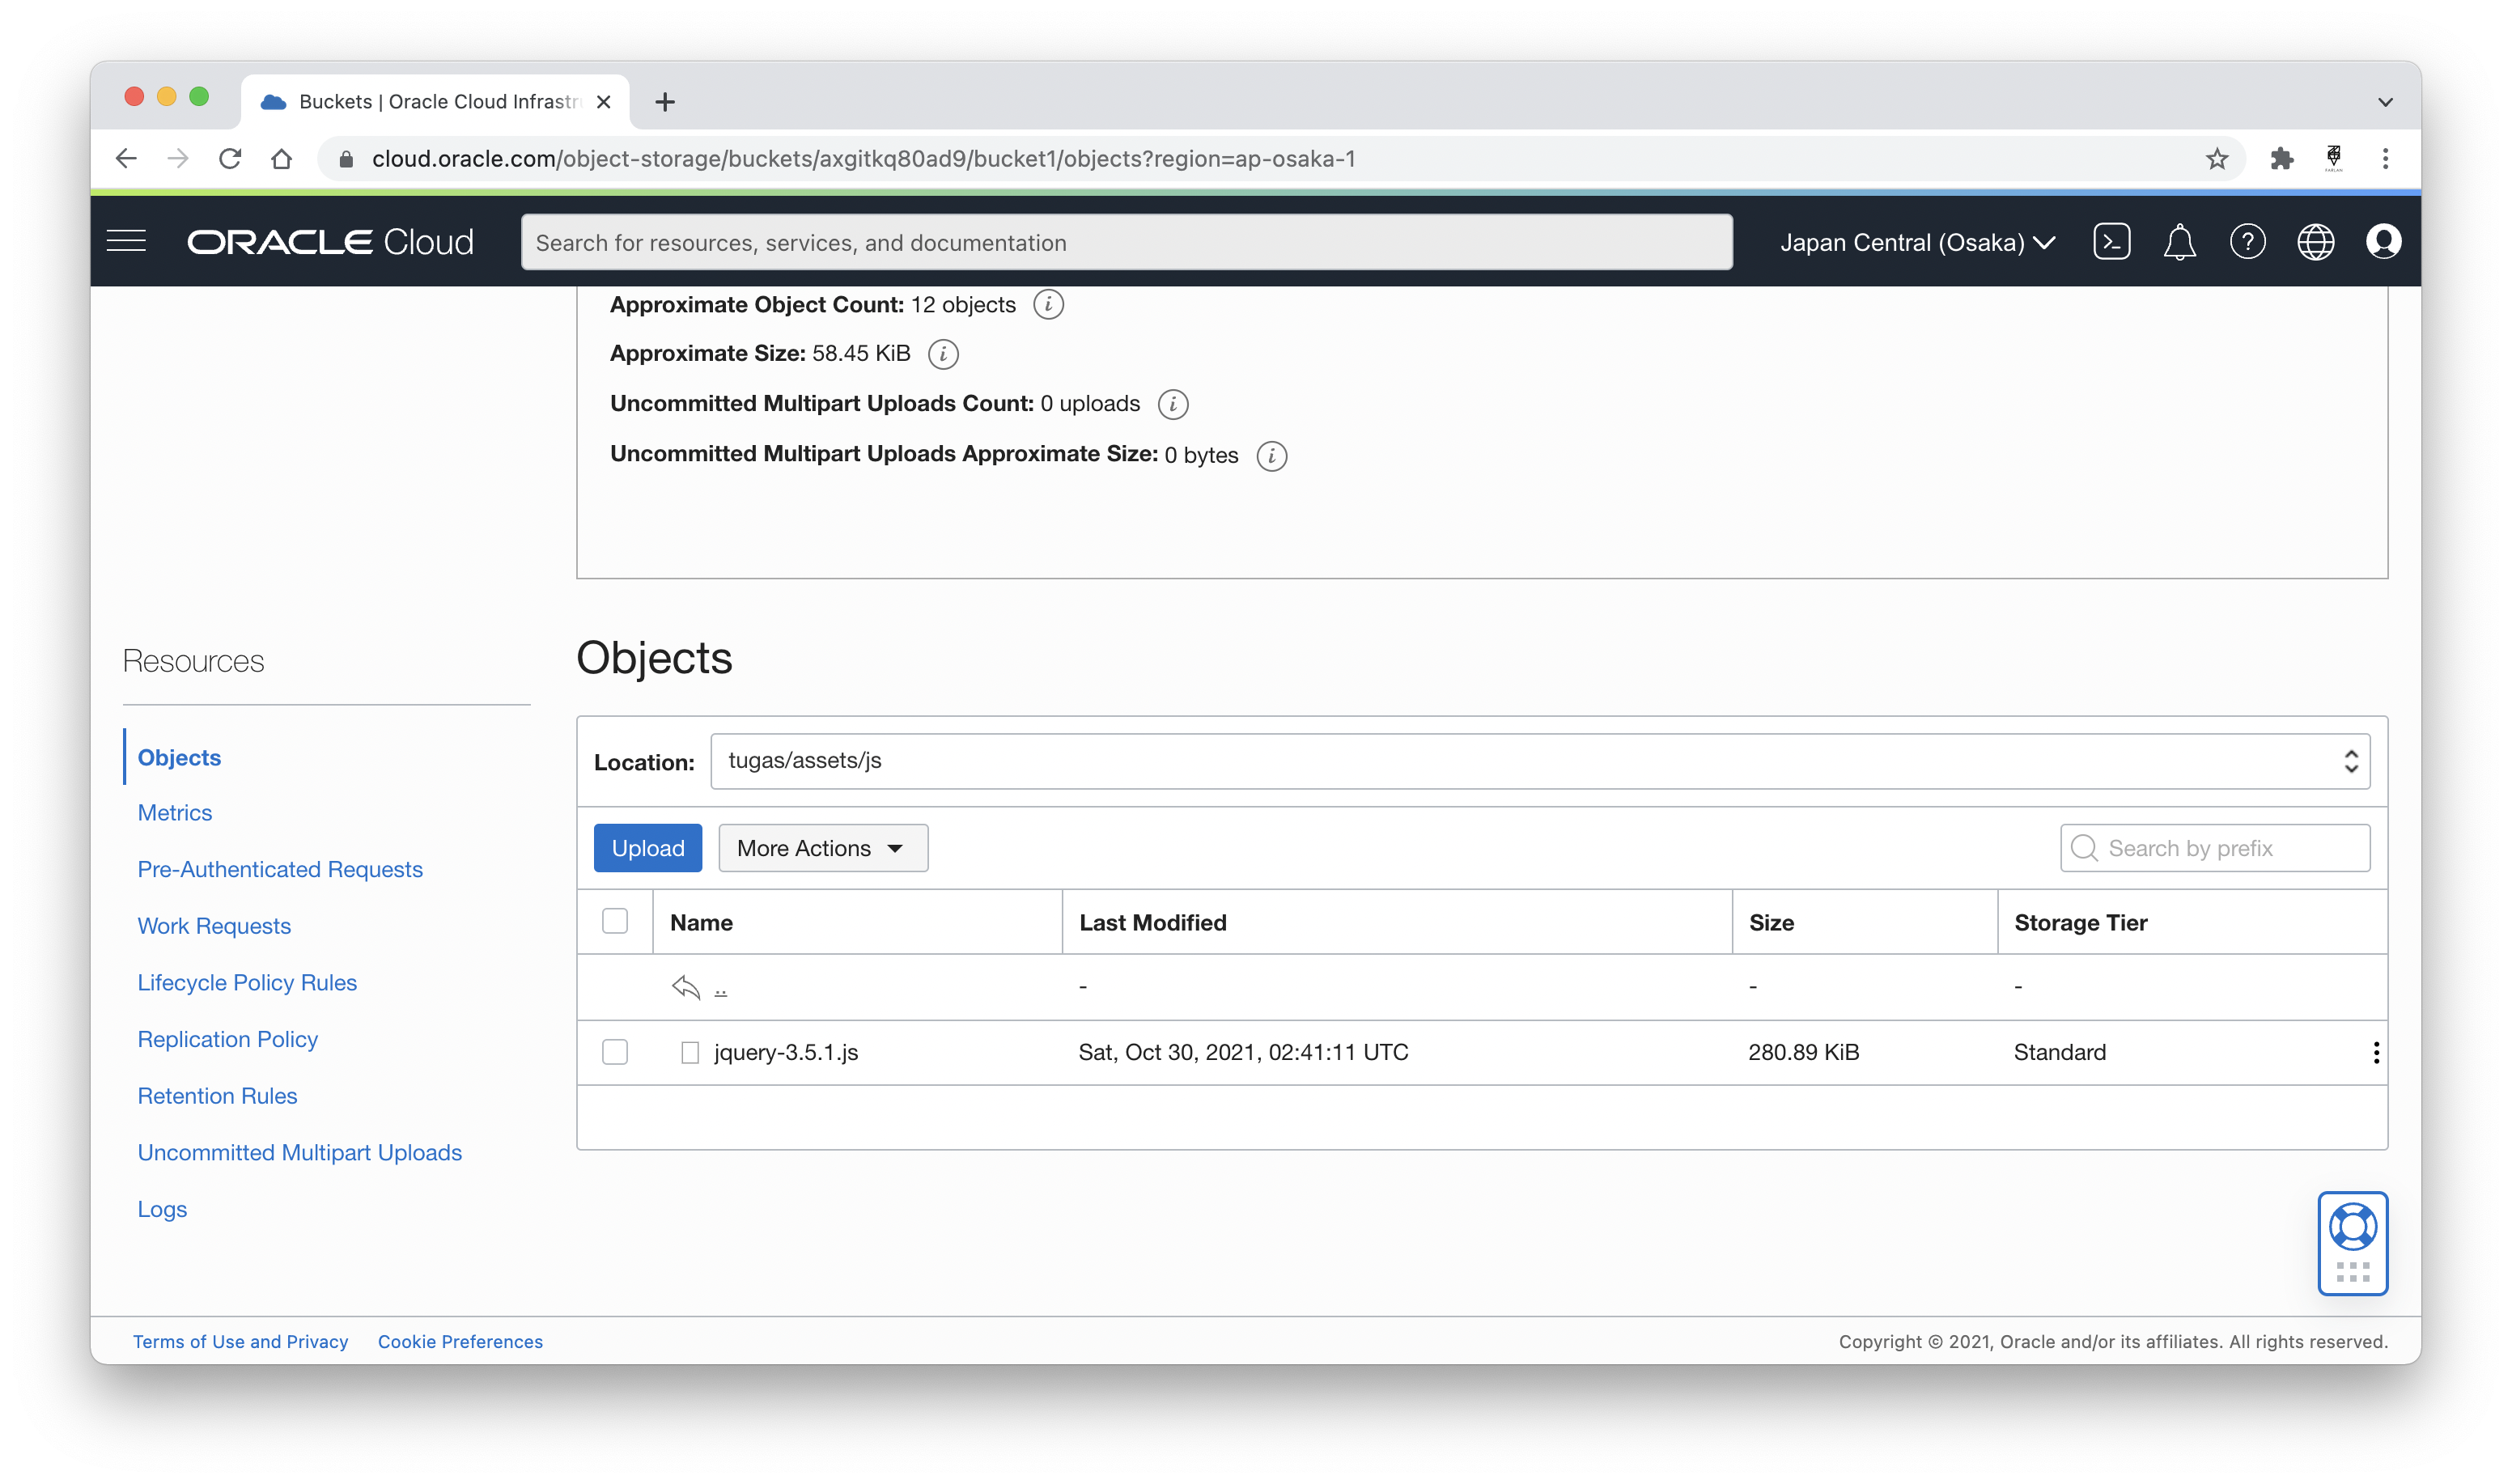 Buckets | Oracle Cloud Infrastr
cloud.oracle.com/object-storage/buckets/axgitkq80ad9/bucket1/objects?region=ap-osaka-1
ORACLE Cloud
Search for resources, services, and documentation
Japan Central (Osaka)
Approximate Object Count: 12 objects
Approximate Size: 58.45 KiB
Uncommitted Multipart Uploads Count: 0 uploads
Uncommitted Multipart Uploads Approximate Size: 0 bytes
Resources
Objects
Metrics
Pre-Authenticated Requests
Work Requests
Lifecycle Policy Rules
Replication Policy
Retention Rules
Uncommitted Multipart Uploads
Logs
Objects
Location: tugas/assets/js
Upload More Actions Search by prefix
Name Last Modified Size Storage Tier
.. - - -
jquery-3.5.1.js Sat, Oct 30, 2021, 02:41:11 UTC 280.89 KiB Standard
Terms of Use and Privacy Cookie Preferences Copyright © 2021, Oracle and/or its affiliates. All rights reserved.